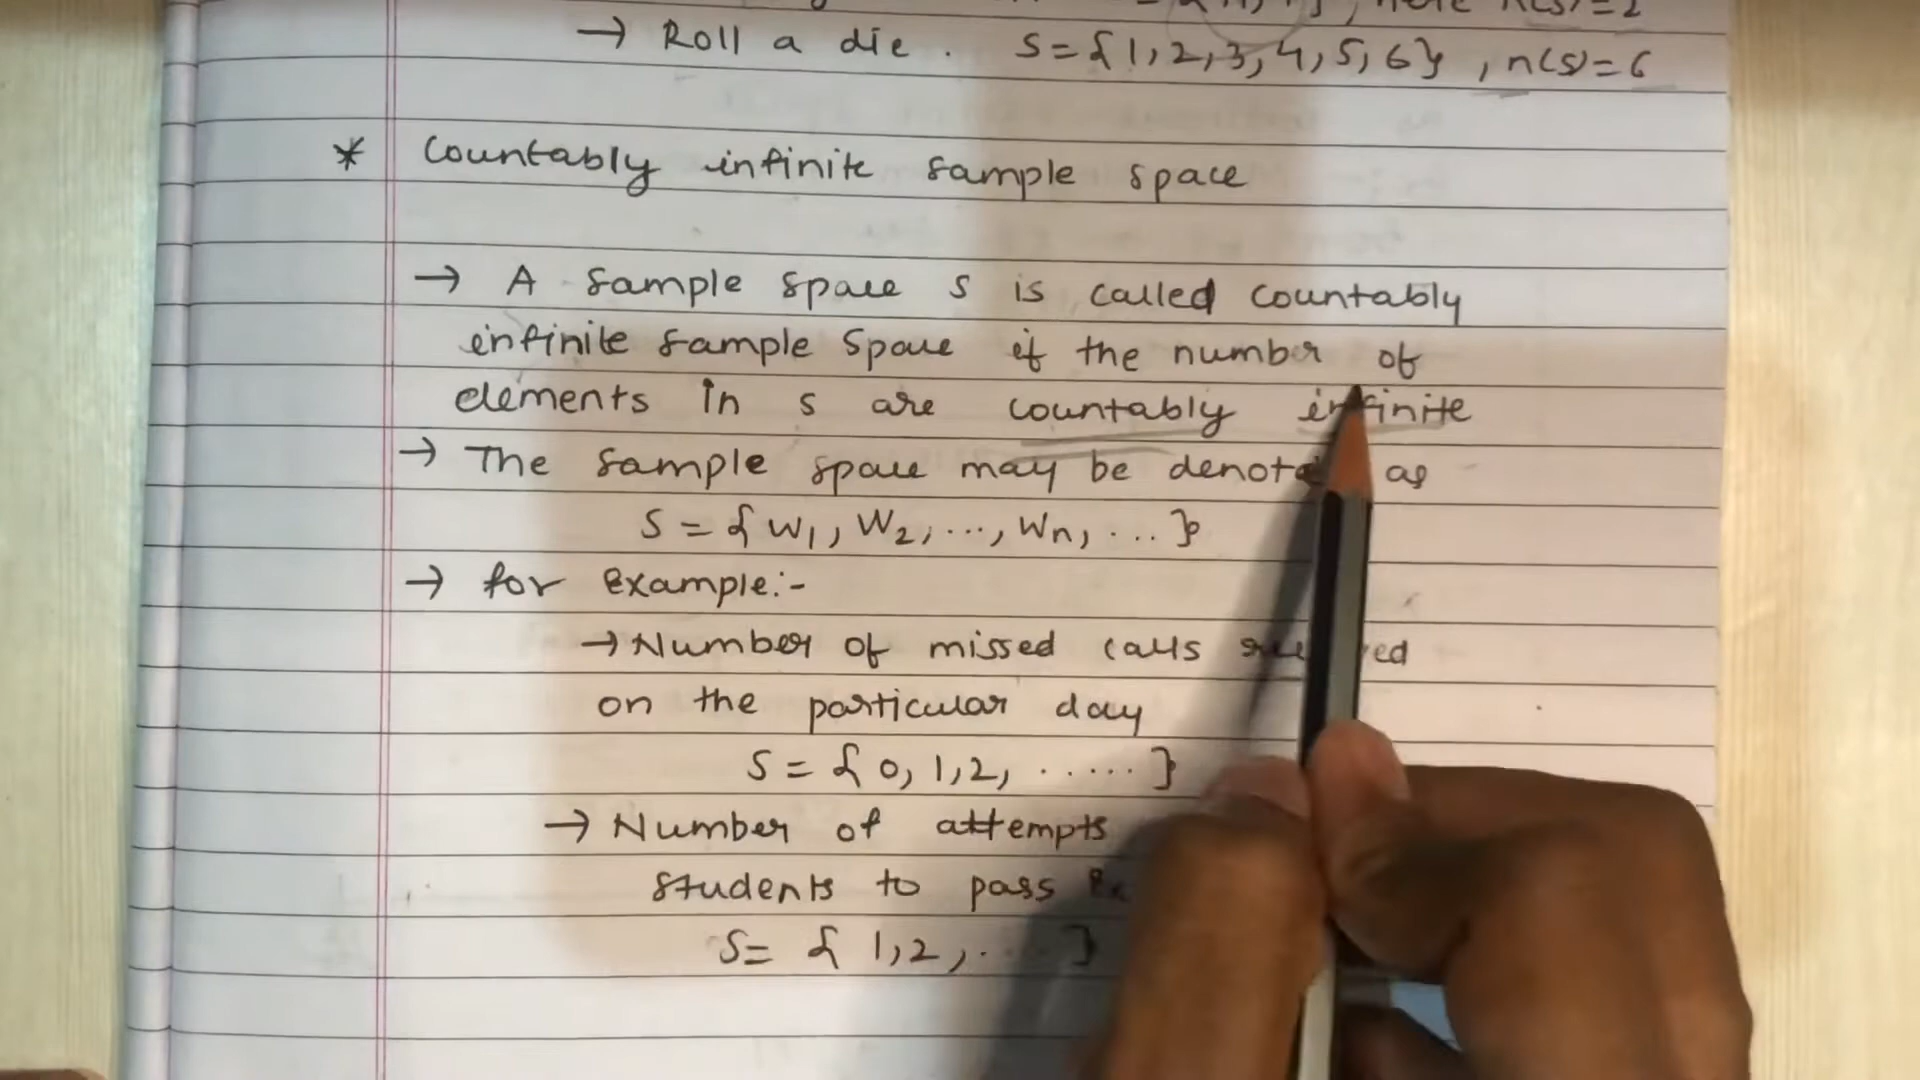 n(s)=2
→ Roll a die. S={1,2,3,4,5,6}, n(s)=6
* Countably infinite sample space
→ A sample space S is called countably
infinite sample space if the number of
elements in S are countably infinite
→ The sample space may be denoted as
S = { W1, W2, ..., Wn, ... }
→ for example:-
→ Number of missed calls
on the particular day
S = { 0, 1, 2, ..... }
→ Number of attempts
students to pass
S = { 1, 2, ... }